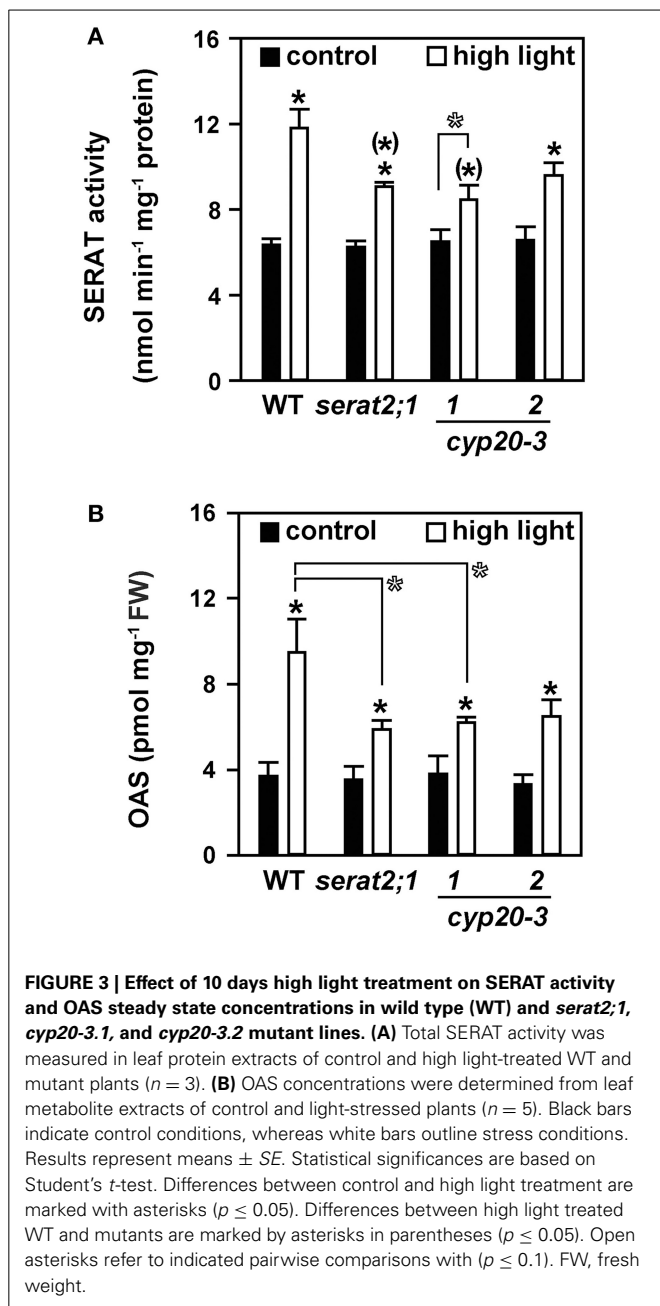 A
16
12
8
4
0
control
high light
SERAT activity
(nmol min-1 mg-1 protein)
*
(*)
*
*
(*)
*
WT
serat2;1
1
2
cyp20-3
B
16
12
8
4
0
control
high light
OAS (pmol mg-1 FW)
*
*
*
*
*
*
WT
serat2;1
1
2
cyp20-3
FIGURE 3 | Effect of 10 days high light treatment on SERAT activity
and OAS steady state concentrations in wild type (WT) and serat2;1,
cyp20-3.1, and cyp20-3.2 mutant lines. (A) Total SERAT activity was
measured in leaf protein extracts of control and high light-treated WT and
mutant plants (n = 3). (B) OAS concentrations were determined from leaf
metabolite extracts of control and light-stressed plants (n = 5). Black bars
indicate control conditions, whereas white bars outline stress conditions.
Results represent means ± SE. Statistical significances are based on
Student's t-test. Differences between control and high light treatment are
marked with asterisks (p ≤ 0.05). Differences between high light treated
WT and mutants are marked by asterisks in parentheses (p ≤ 0.05). Open
asterisks refer to indicated pairwise comparisons with (p ≤ 0.1). FW, fresh
weight.